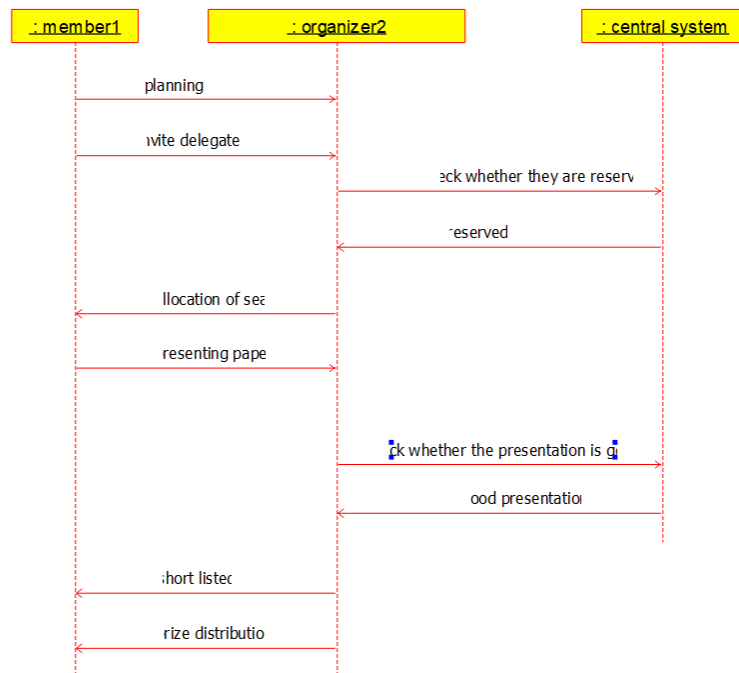 : member1
: organizer2
: central system
planning
nvite delegate
eck whether they are reserv
reserved
llocation of sea
resenting pape
ck whether the presentation is g
ood presentation
hort listed
rize distributio